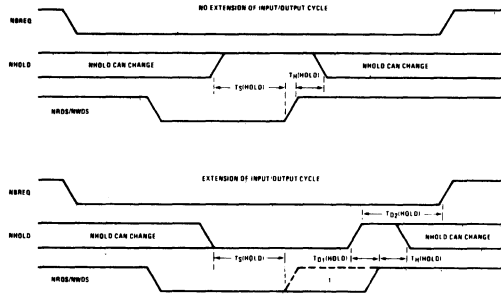 NO EXTENSION OF INPUT/OUTPUT CYCLE
NBREQ
NHOLD
NHOLD CAN CHANGE
TH(HOLD)
NHOLD CAN CHANGE
TS(HOLD)
NRDS/NWDS
EXTENSION OF INPUT/OUTPUT CYCLE
NBREQ
TD2(HOLD)
NHOLD
NHOLD CAN CHANGE
NHOLD CAN CHANGE
TS(HOLD)
TD1(HOLD)
TH(HOLD)
NRDS/NWDS
1